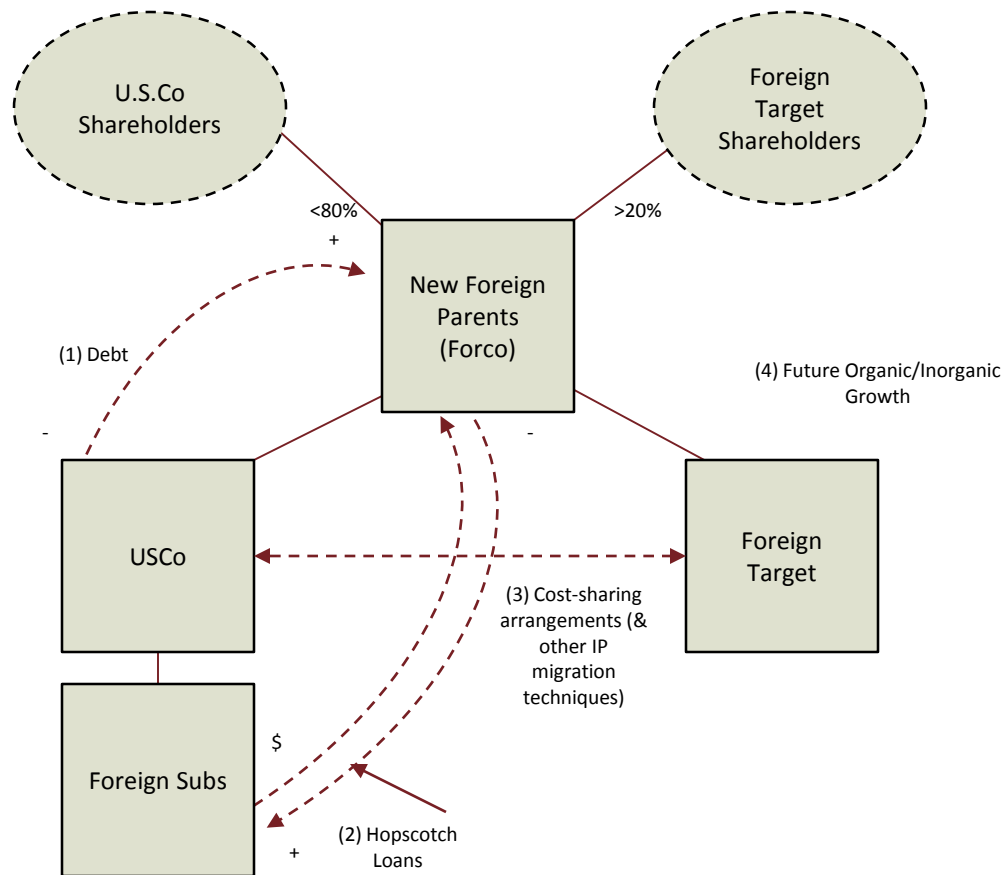 U.S.Co
Shareholders
Foreign
Target
Shareholders
<80%
>20%
+
New Foreign
Parents
(Forco)
(1) Debt
(4) Future Organic/Inorganic
Growth
-
-
USCo
Foreign
Target
(3) Cost-sharing
arrangements (&
other IP
migration
techniques)
$
Foreign Subs
(2) Hopscotch
Loans
+